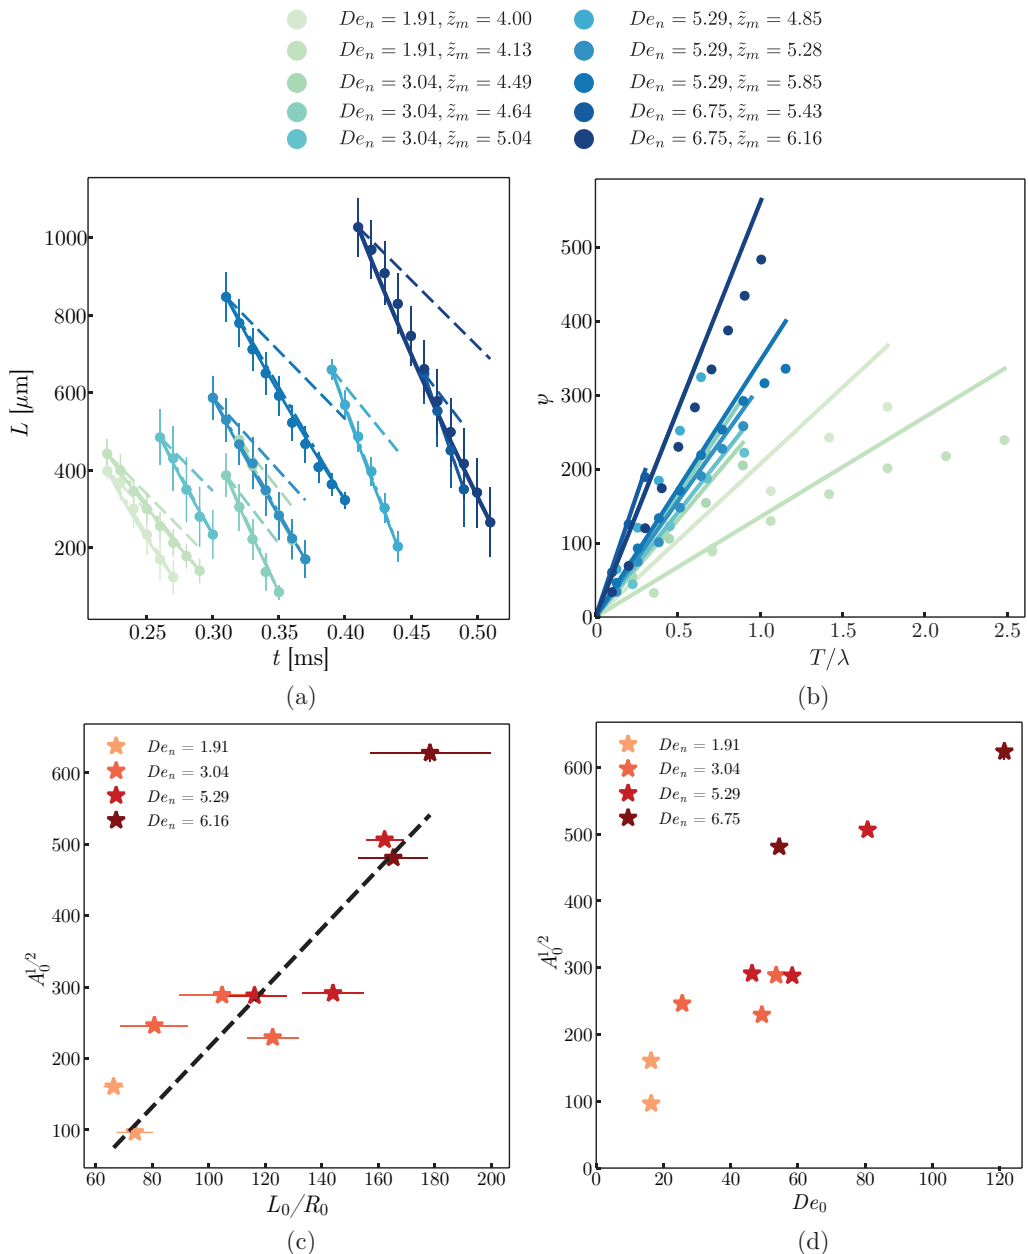 De_n = 1.91, z̃_m = 4.00
De_n = 1.91, z̃_m = 4.13
De_n = 3.04, z̃_m = 4.49
De_n = 3.04, z̃_m = 4.64
De_n = 3.04, z̃_m = 5.04
De_n = 5.29, z̃_m = 4.85
De_n = 5.29, z̃_m = 5.28
De_n = 5.29, z̃_m = 5.85
De_n = 6.75, z̃_m = 5.43
De_n = 6.75, z̃_m = 6.16
L [μm]
1000
800
600
400
200
0.25 0.30 0.35 0.40 0.45 0.50
t [ms]
(a)
ψ
500
400
300
200
100
0
0 0.5 1.0 1.5 2.0 2.5
T/λ
(b)
De_n = 1.91
De_n = 3.04
De_n = 5.29
De_n = 6.16
A_0^{1/2}
600
500
400
300
200
100
60 80 100 120 140 160 180 200
L_0/R_0
(c)
De_n = 1.91
De_n = 3.04
De_n = 5.29
De_n = 6.75
A_0^{1/2}
600
500
400
300
200
100
0
0 20 40 60 80 100 120
De_0
(d)